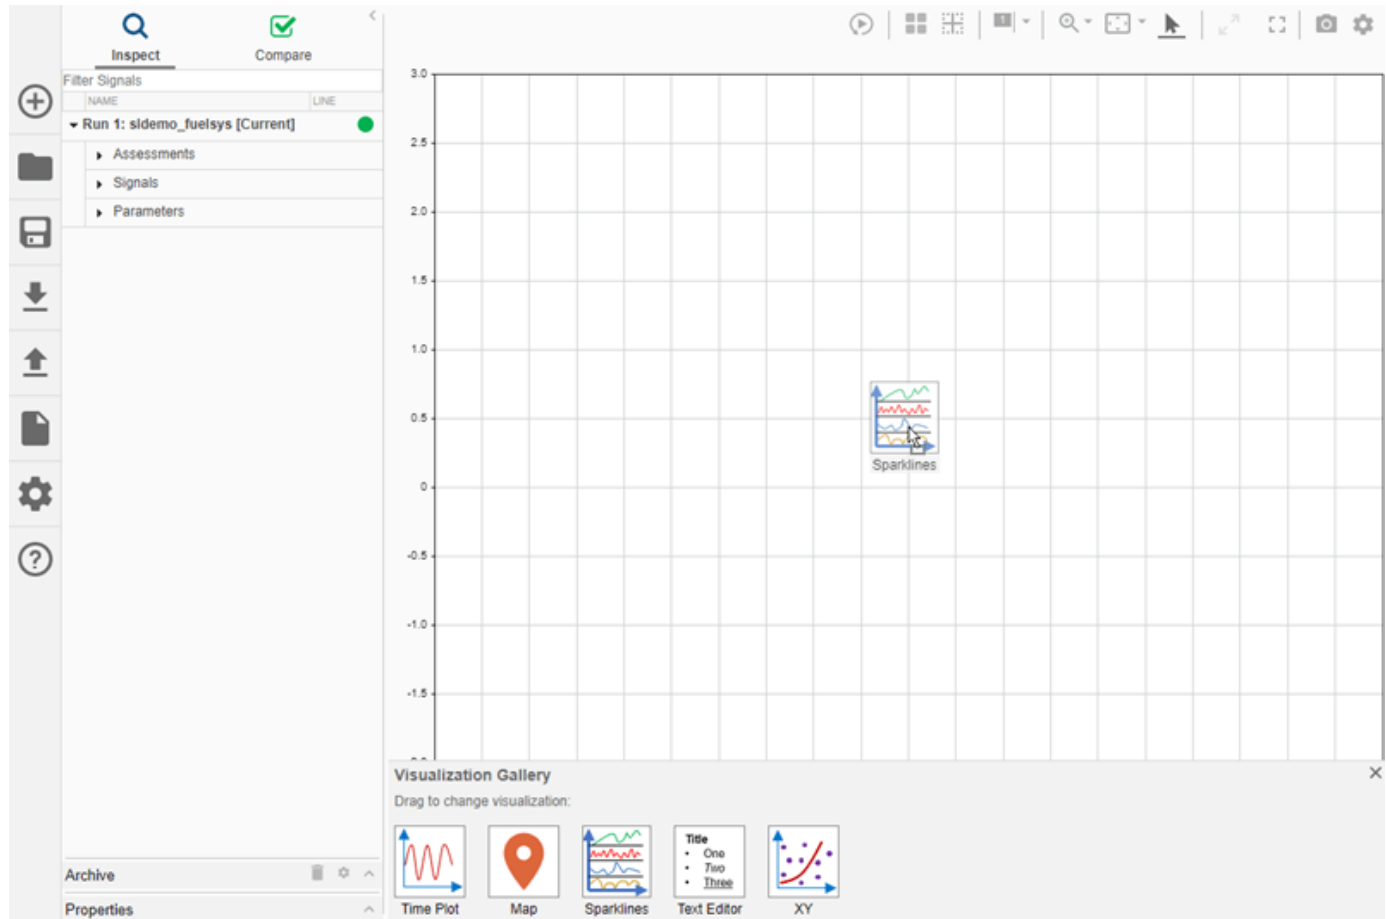 Inspect
Compare
Filter Signals
NAME
LINE
Run 1: sldemo_fuelsys [Current]
Assessments
Signals
Parameters
Archive
Properties
1
3.0
2.5
2.0
1.5
1.0
0.5
0
-0.5
-1.0
-1.5
Sparklines
Visualization Gallery
Drag to change visualization:
Title
• One
• Two
• Three
Time Plot
Map
Sparklines
Text Editor
XY